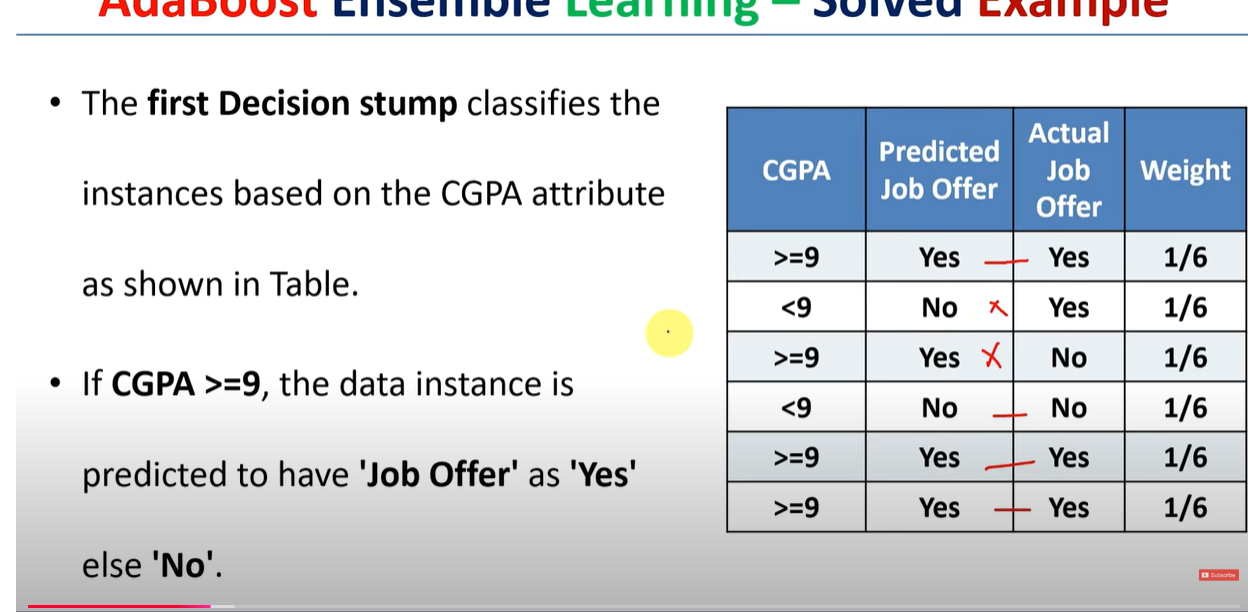 AdaBoost Ensemble Learning – Solved Example
• The first Decision stump classifies the
instances based on the CGPA attribute
as shown in Table.
• If CGPA >=9, the data instance is
predicted to have 'Job Offer' as 'Yes'
else 'No'.
CGPA Predicted Job Offer Actual Job Offer Weight
>=9 Yes Yes 1/6
<9 No Yes 1/6
>=9 Yes No 1/6
<9 No No 1/6
>=9 Yes Yes 1/6
>=9 Yes Yes 1/6
Subscribe